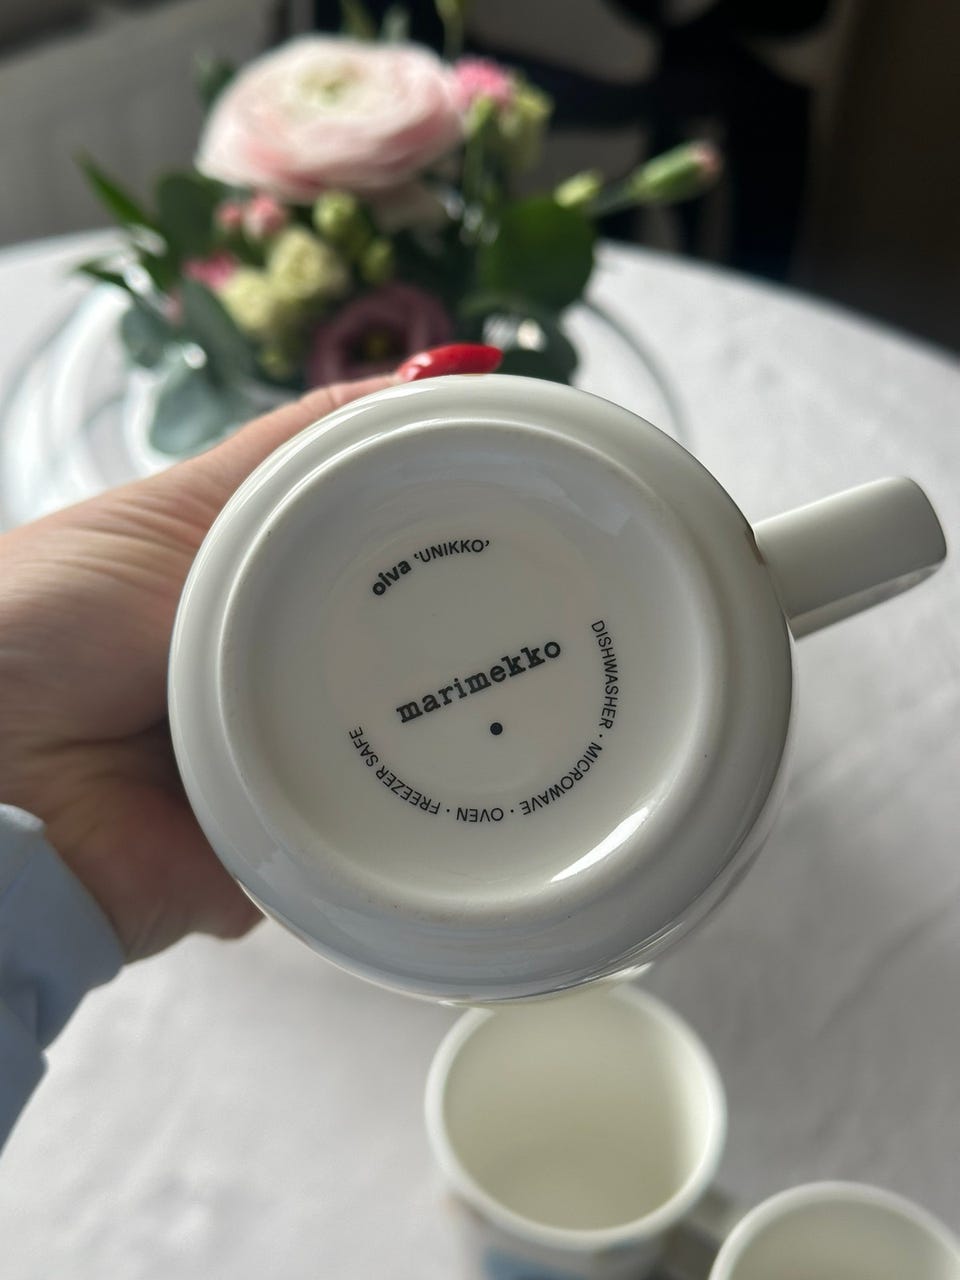 oiva ‘UNIKKO’
marimekko
DISHWASHER · MICROWAVE · OVEN · FREEZER SAFE